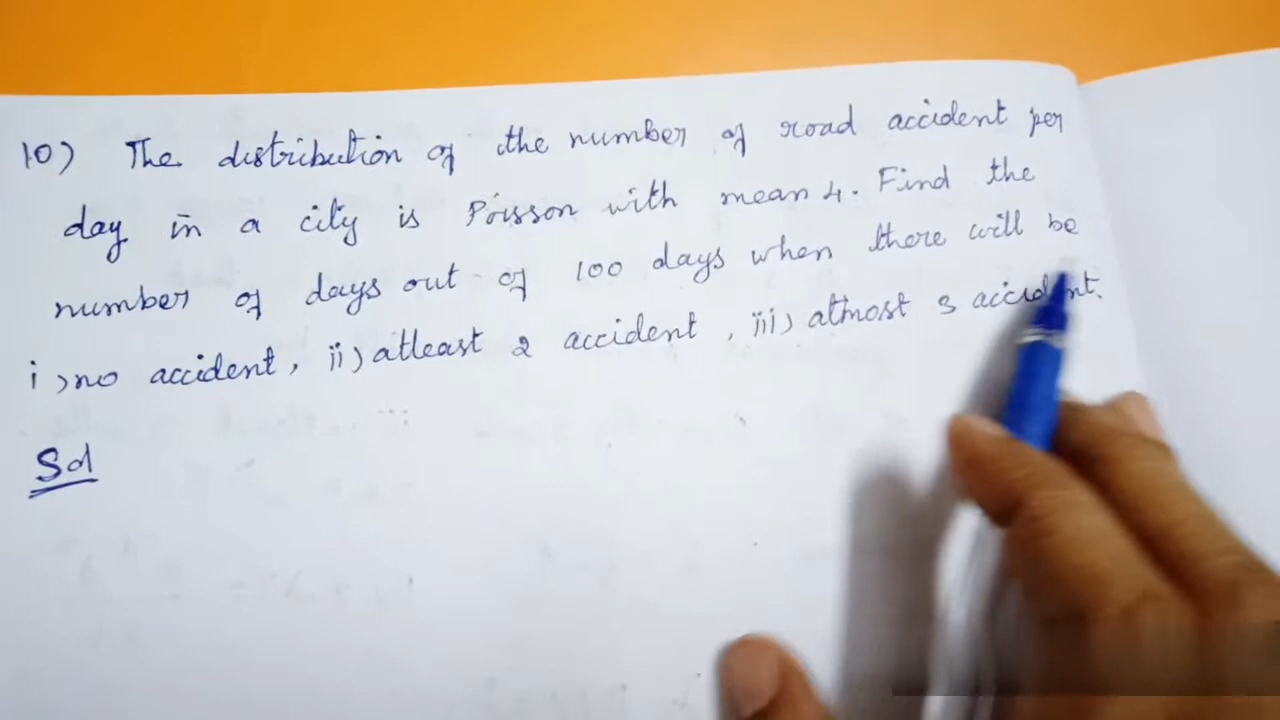 10) The distribution of the number of road accident per
day in a city is Poisson with mean 4. Find the
number of days out of 100 days when there will be
i) no accident, ii) atleast 2 accident, iii) atmost 3 accident.
Sol